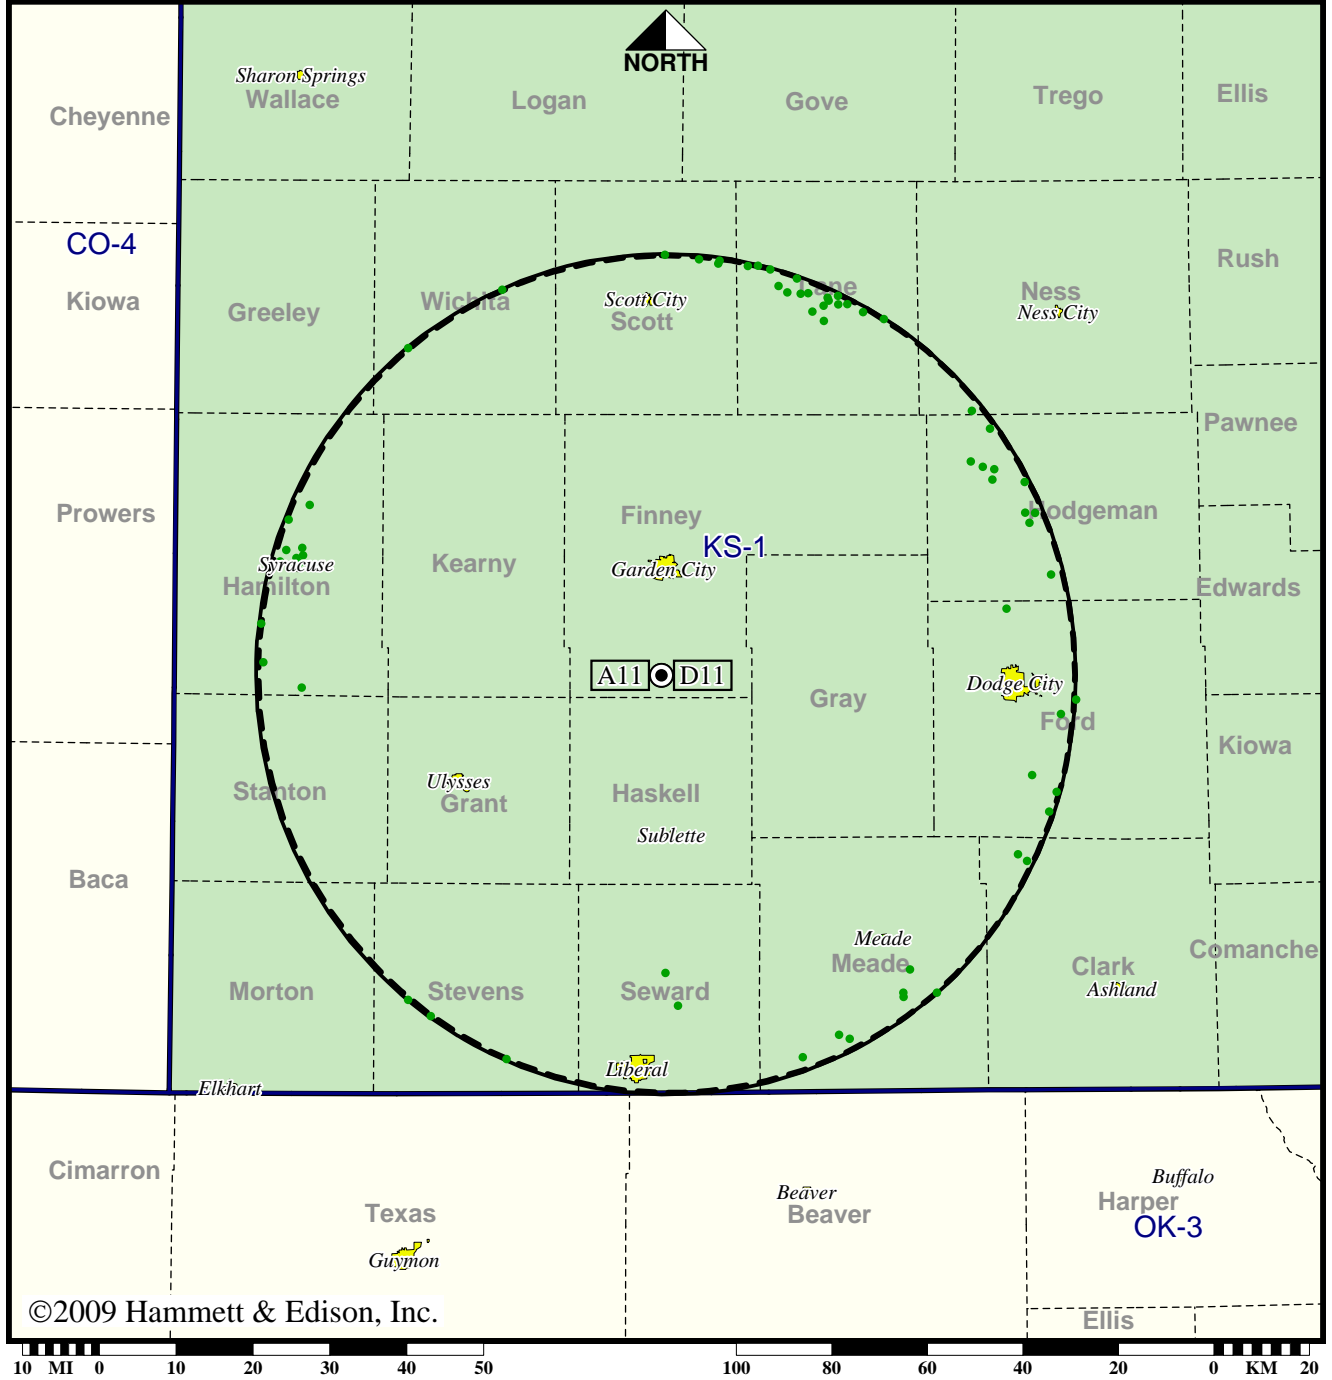 NORTH
Sharon Springs
Wallace
Logan
Gove
Trego
Ellis
Cheyenne
CO-4
Kiowa
Greeley
Wichita
Scott City
Scott
Lane
Ness
Ness City
Rush
Pawnee
Prowers
Finney
KS-1
Garden City
Kearny
Syracuse
Hamilton
Hodgeman
Edwards
A11 D11
Gray
Dodge City
Ford
Kiowa
Stanton
Ulysses
Grant
Haskell
Sublette
Baca
Meade
Meade
Clark
Ashland
Comanche
Morton
Stevens
Seward
Liberal
Elkhart
Cimarron
Texas
Guymon
Beaver
Beaver
Buffalo
Harper
OK-3
Ellis
©2009 Hammett & Edison, Inc.
10 MI 0 10 20 30 40 50 100 80 60 40 20 0 KM 20